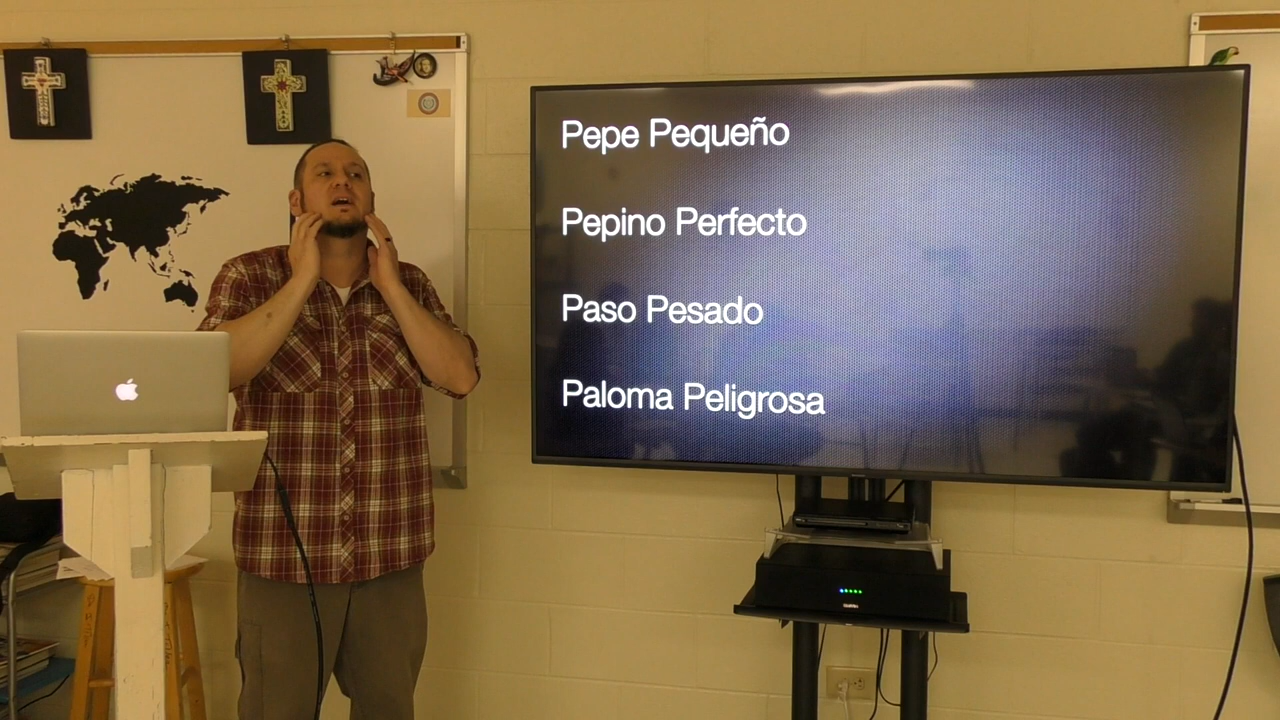 Pepe Pequeño
Pepino Perfecto
Paso Pesado
Paloma Peligrosa